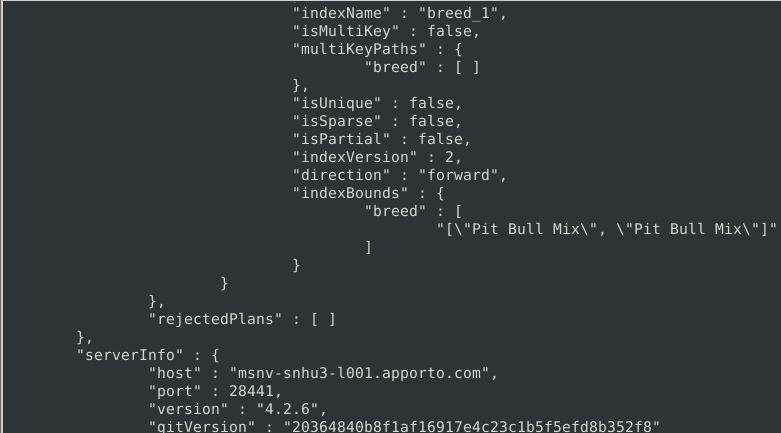 "indexName" : "breed_1",
"isMultiKey" : false,
"multiKeyPaths" : {
"breed" : [ ]
},
"isUnique" : false,
"isSparse" : false,
"isPartial" : false,
"indexVersion" : 2,
"direction" : "forward",
"indexBounds" : {
"breed" : [
"[\"Pit Bull Mix\", \"Pit Bull Mix\"]"
]
}
}
},
"rejectedPlans" : [ ]
},
"serverInfo" : {
"host" : "msnv-snhu3-l001.apporto.com",
"port" : 28441,
"version" : "4.2.6",
"gitVersion" : "20364840b8f1af16917e4c23c1b5f5efd8b352f8"